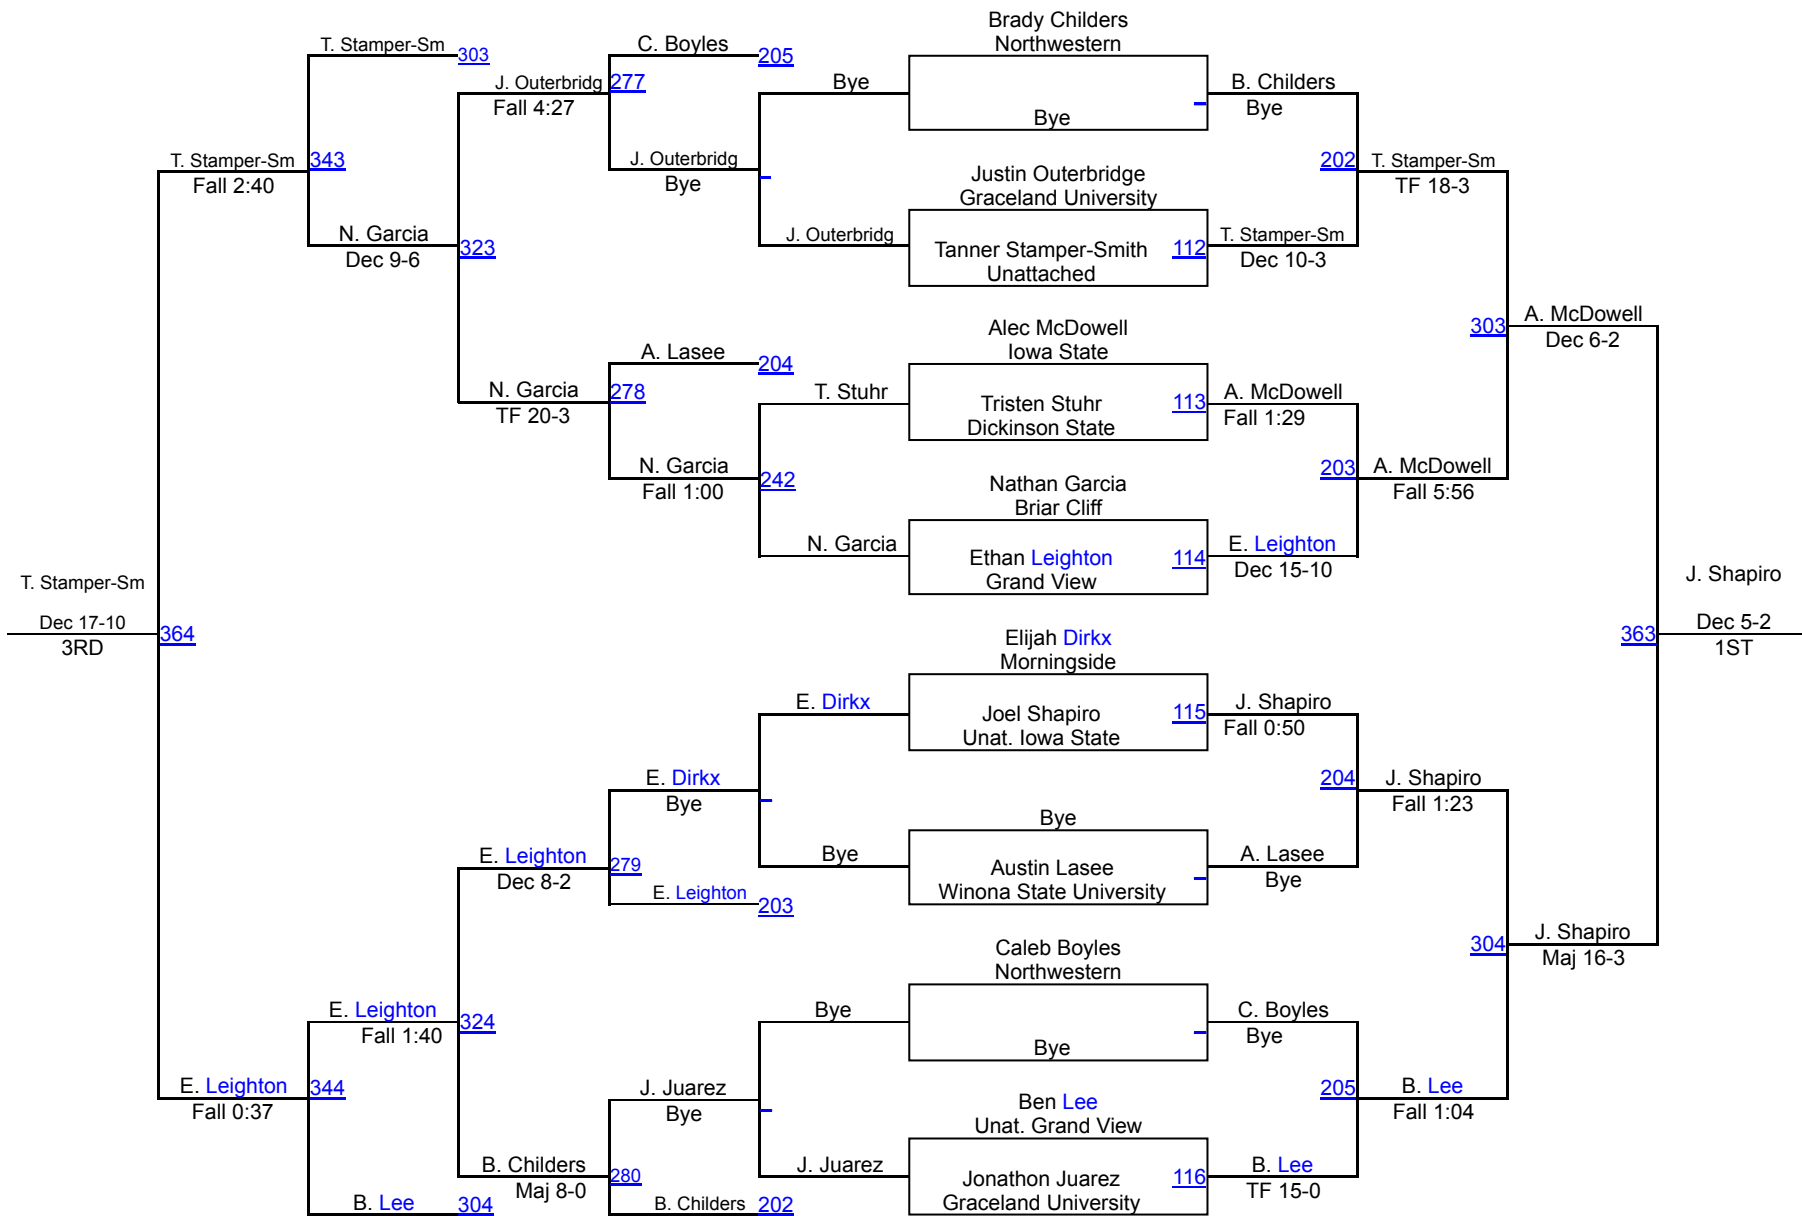 Brady Childers
Northwestern
T. Stamper-Sm
303
C. Boyles
205
J. Outerbridg
277
Fall 4:27
Bye
Bye
B. Childers
Bye
T. Stamper-Sm
343
Fall 2:40
J. Outerbridg
Bye
Justin Outerbridge
Graceland University
202
T. Stamper-Sm
TF 18-3
N. Garcia
323
Dec 9-6
J. Outerbridg
Tanner Stamper-Smith
Unattached
112
T. Stamper-Sm
Dec 10-3
Alec McDowell
Iowa State
303
A. McDowell
Dec 6-2
A. Lasee
204
N. Garcia
278
TF 20-3
T. Stuhr
Tristen Stuhr
Dickinson State
113
A. McDowell
Fall 1:29
N. Garcia
242
Fall 1:00
Nathan Garcia
Briar Cliff
203
A. McDowell
Fall 5:56
N. Garcia
Ethan Leighton
Grand View
114
E. Leighton
Dec 15-10
T. Stamper-Sm
Dec 17-10
3RD
364
J. Shapiro
363
Dec 5-2
1ST
Elijah Dirkx
Morningside
E. Dirkx
Joel Shapiro
Unat. Iowa State
115
J. Shapiro
Fall 0:50
E. Dirkx
Bye
204
J. Shapiro
Fall 1:23
Bye
E. Leighton
279
Dec 8-2
Bye
Austin Lasee
Winona State University
A. Lasee
Bye
E. Leighton
203
Caleb Boyles
Northwestern
304
J. Shapiro
Maj 16-3
E. Leighton
324
Fall 1:40
Bye
Bye
C. Boyles
Bye
E. Leighton
344
Fall 0:37
J. Juarez
Bye
Ben Lee
Unat. Grand View
205
B. Lee
Fall 1:04
B. Childers
280
Maj 8-0
J. Juarez
Jonathon Juarez
Graceland University
116
B. Lee
TF 15-0
B. Lee
304
B. Childers
202